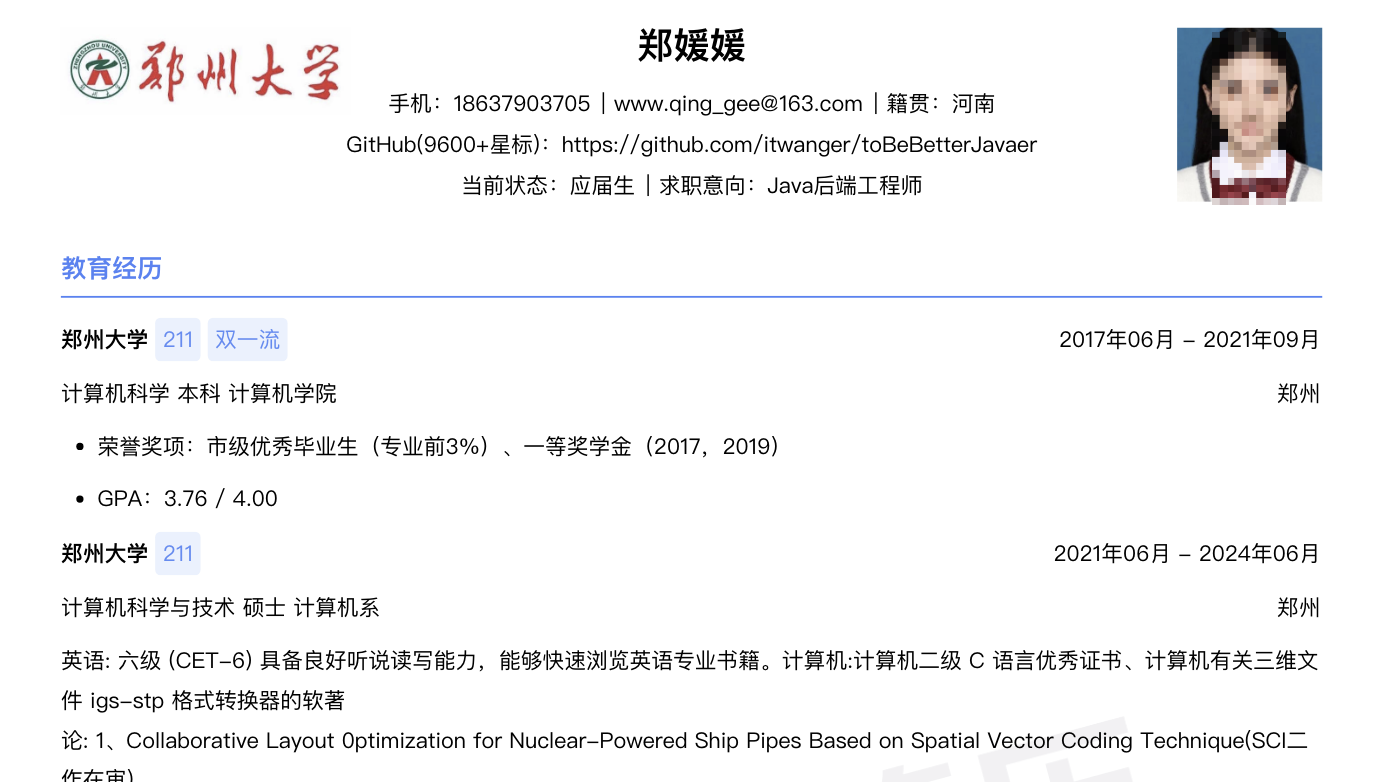 郑州大学
郑媛媛
手机：18637903705 | www.qing_gee@163.com | 籍贯：河南
GitHub(9600+星标)：https://github.com/itwanger/toBeBetterJavaer
当前状态：应届生 | 求职意向：Java后端工程师
教育经历
郑州大学 211 双一流 2017年06月 – 2021年09月
计算机科学 本科 计算机学院 郑州
• 荣誉奖项：市级优秀毕业生（专业前3%）、一等奖学金（2017，2019）
• GPA：3.76 / 4.00
郑州大学 211 2021年06月 – 2024年06月
计算机科学与技术 硕士 计算机系 郑州
英语: 六级 (CET–6) 具备良好听说读写能力，能够快速浏览英语专业书籍。计算机:计算机二级 C 语言优秀证书、计算机有关三维文
件 igs–stp 格式转换器的软著
论: 1、Collaborative Layout 0ptimization for Nuclear–Powered Ship Pipes Based on Spatial Vector Coding Technique(SCI二
作在审)